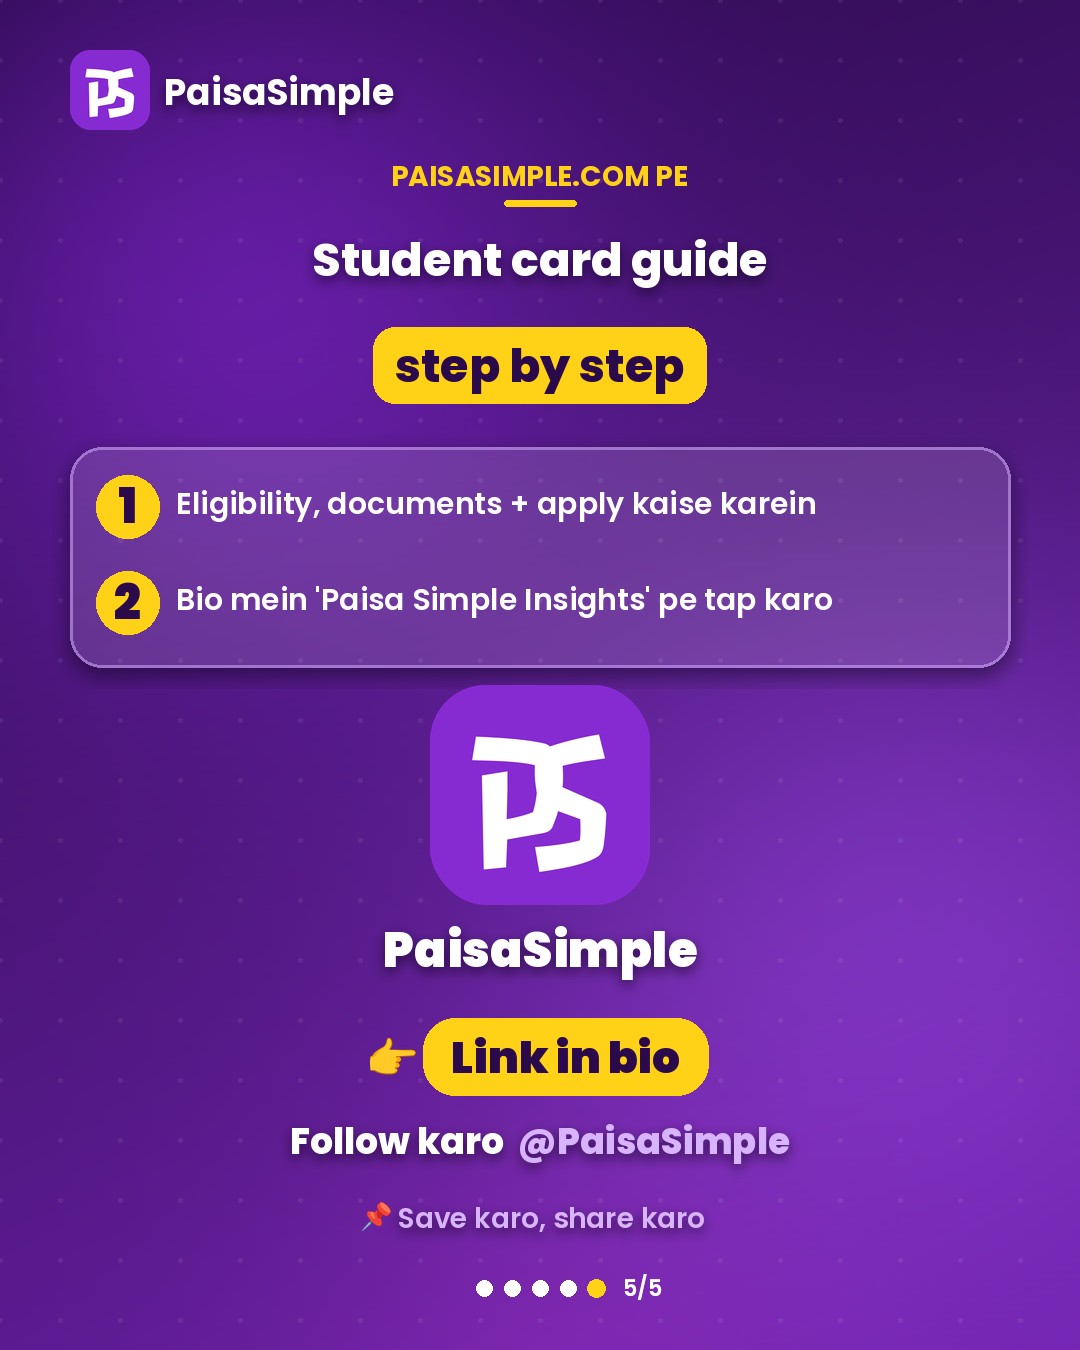 PS PaisaSimple
PAISASIMPLE.COM PE
Student card guide
step by step
1 Eligibility, documents + apply kaise karein
2 Bio mein 'Paisa Simple Insights' pe tap karo
PS
PaisaSimple
👉 Link in bio
Follow karo @PaisaSimple
📌 Save karo, share karo
5/5